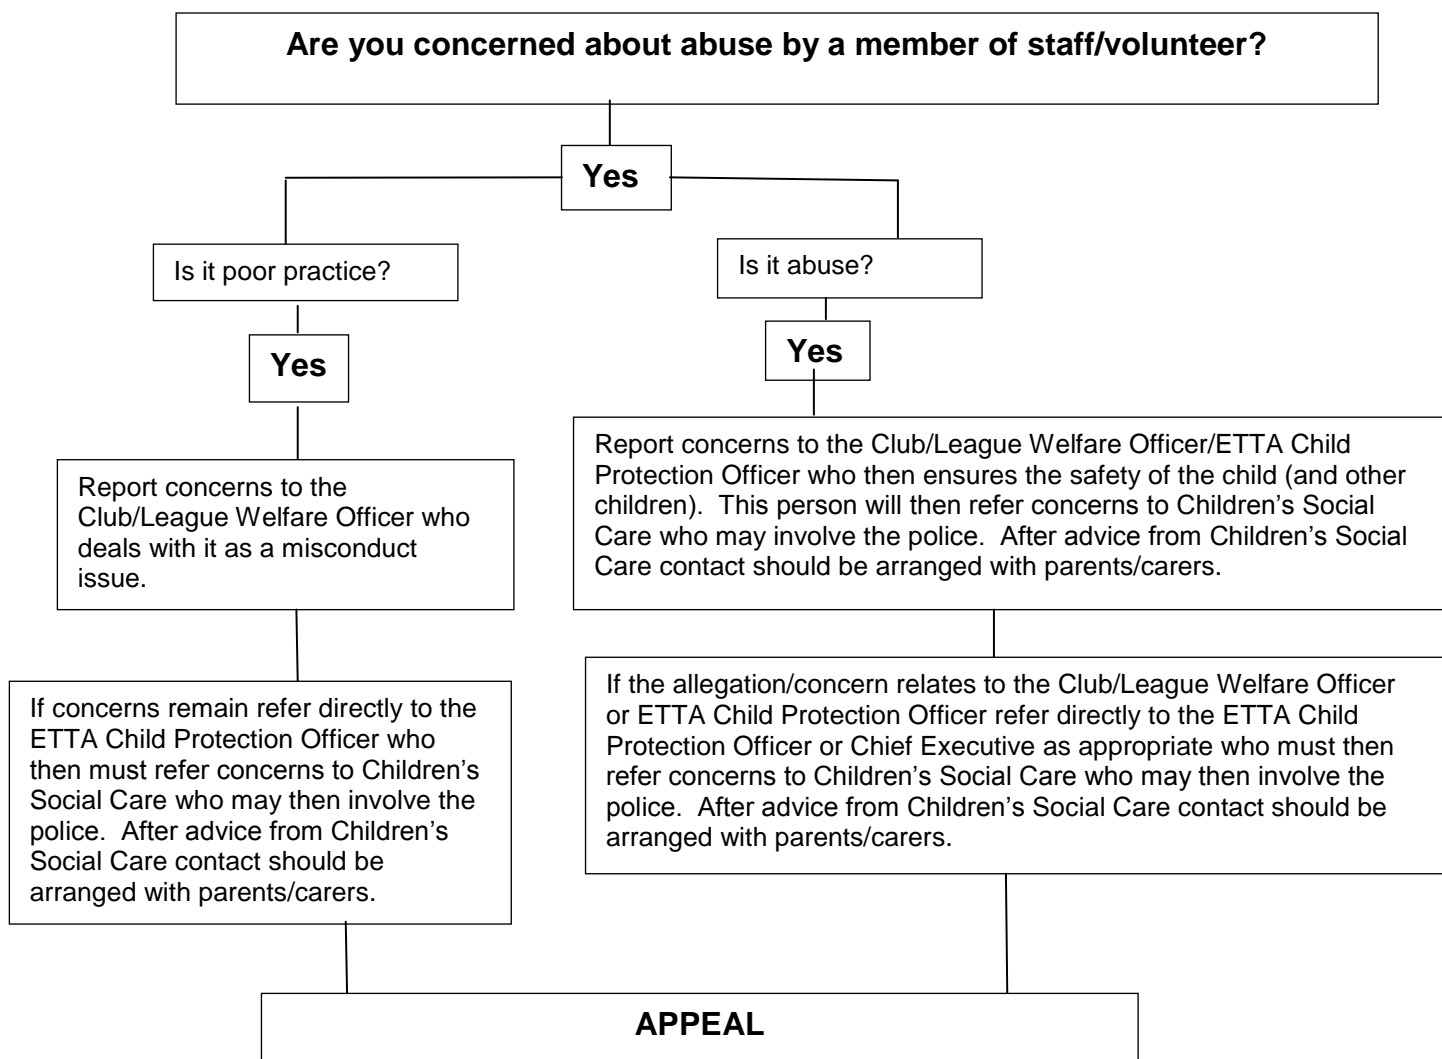 Are you concerned about abuse by a member of staff/volunteer?
Yes
Is it poor practice?
Is it abuse?
Yes
Yes
Report concerns to the
Club/League Welfare Officer who
deals with it as a misconduct
issue.
Report concerns to the Club/League Welfare Officer/ETTA Child
Protection Officer who then ensures the safety of the child (and other
children).  This person will then refer concerns to Children’s Social
Care who may involve the police.  After advice from Children’s Social
Care contact should be arranged with parents/carers.
If concerns remain refer directly to the
ETTA Child Protection Officer who
then must refer concerns to Children’s
Social Care who may then involve the
police.  After advice from Children’s
Social Care contact should be
arranged with parents/carers.
If the allegation/concern relates to the Club/League Welfare Officer
or ETTA Child Protection Officer refer directly to the ETTA Child
Protection Officer or Chief Executive as appropriate who must then
refer concerns to Children’s Social Care who may then involve the
police.  After advice from Children’s Social Care contact should be
arranged with parents/carers.
APPEAL